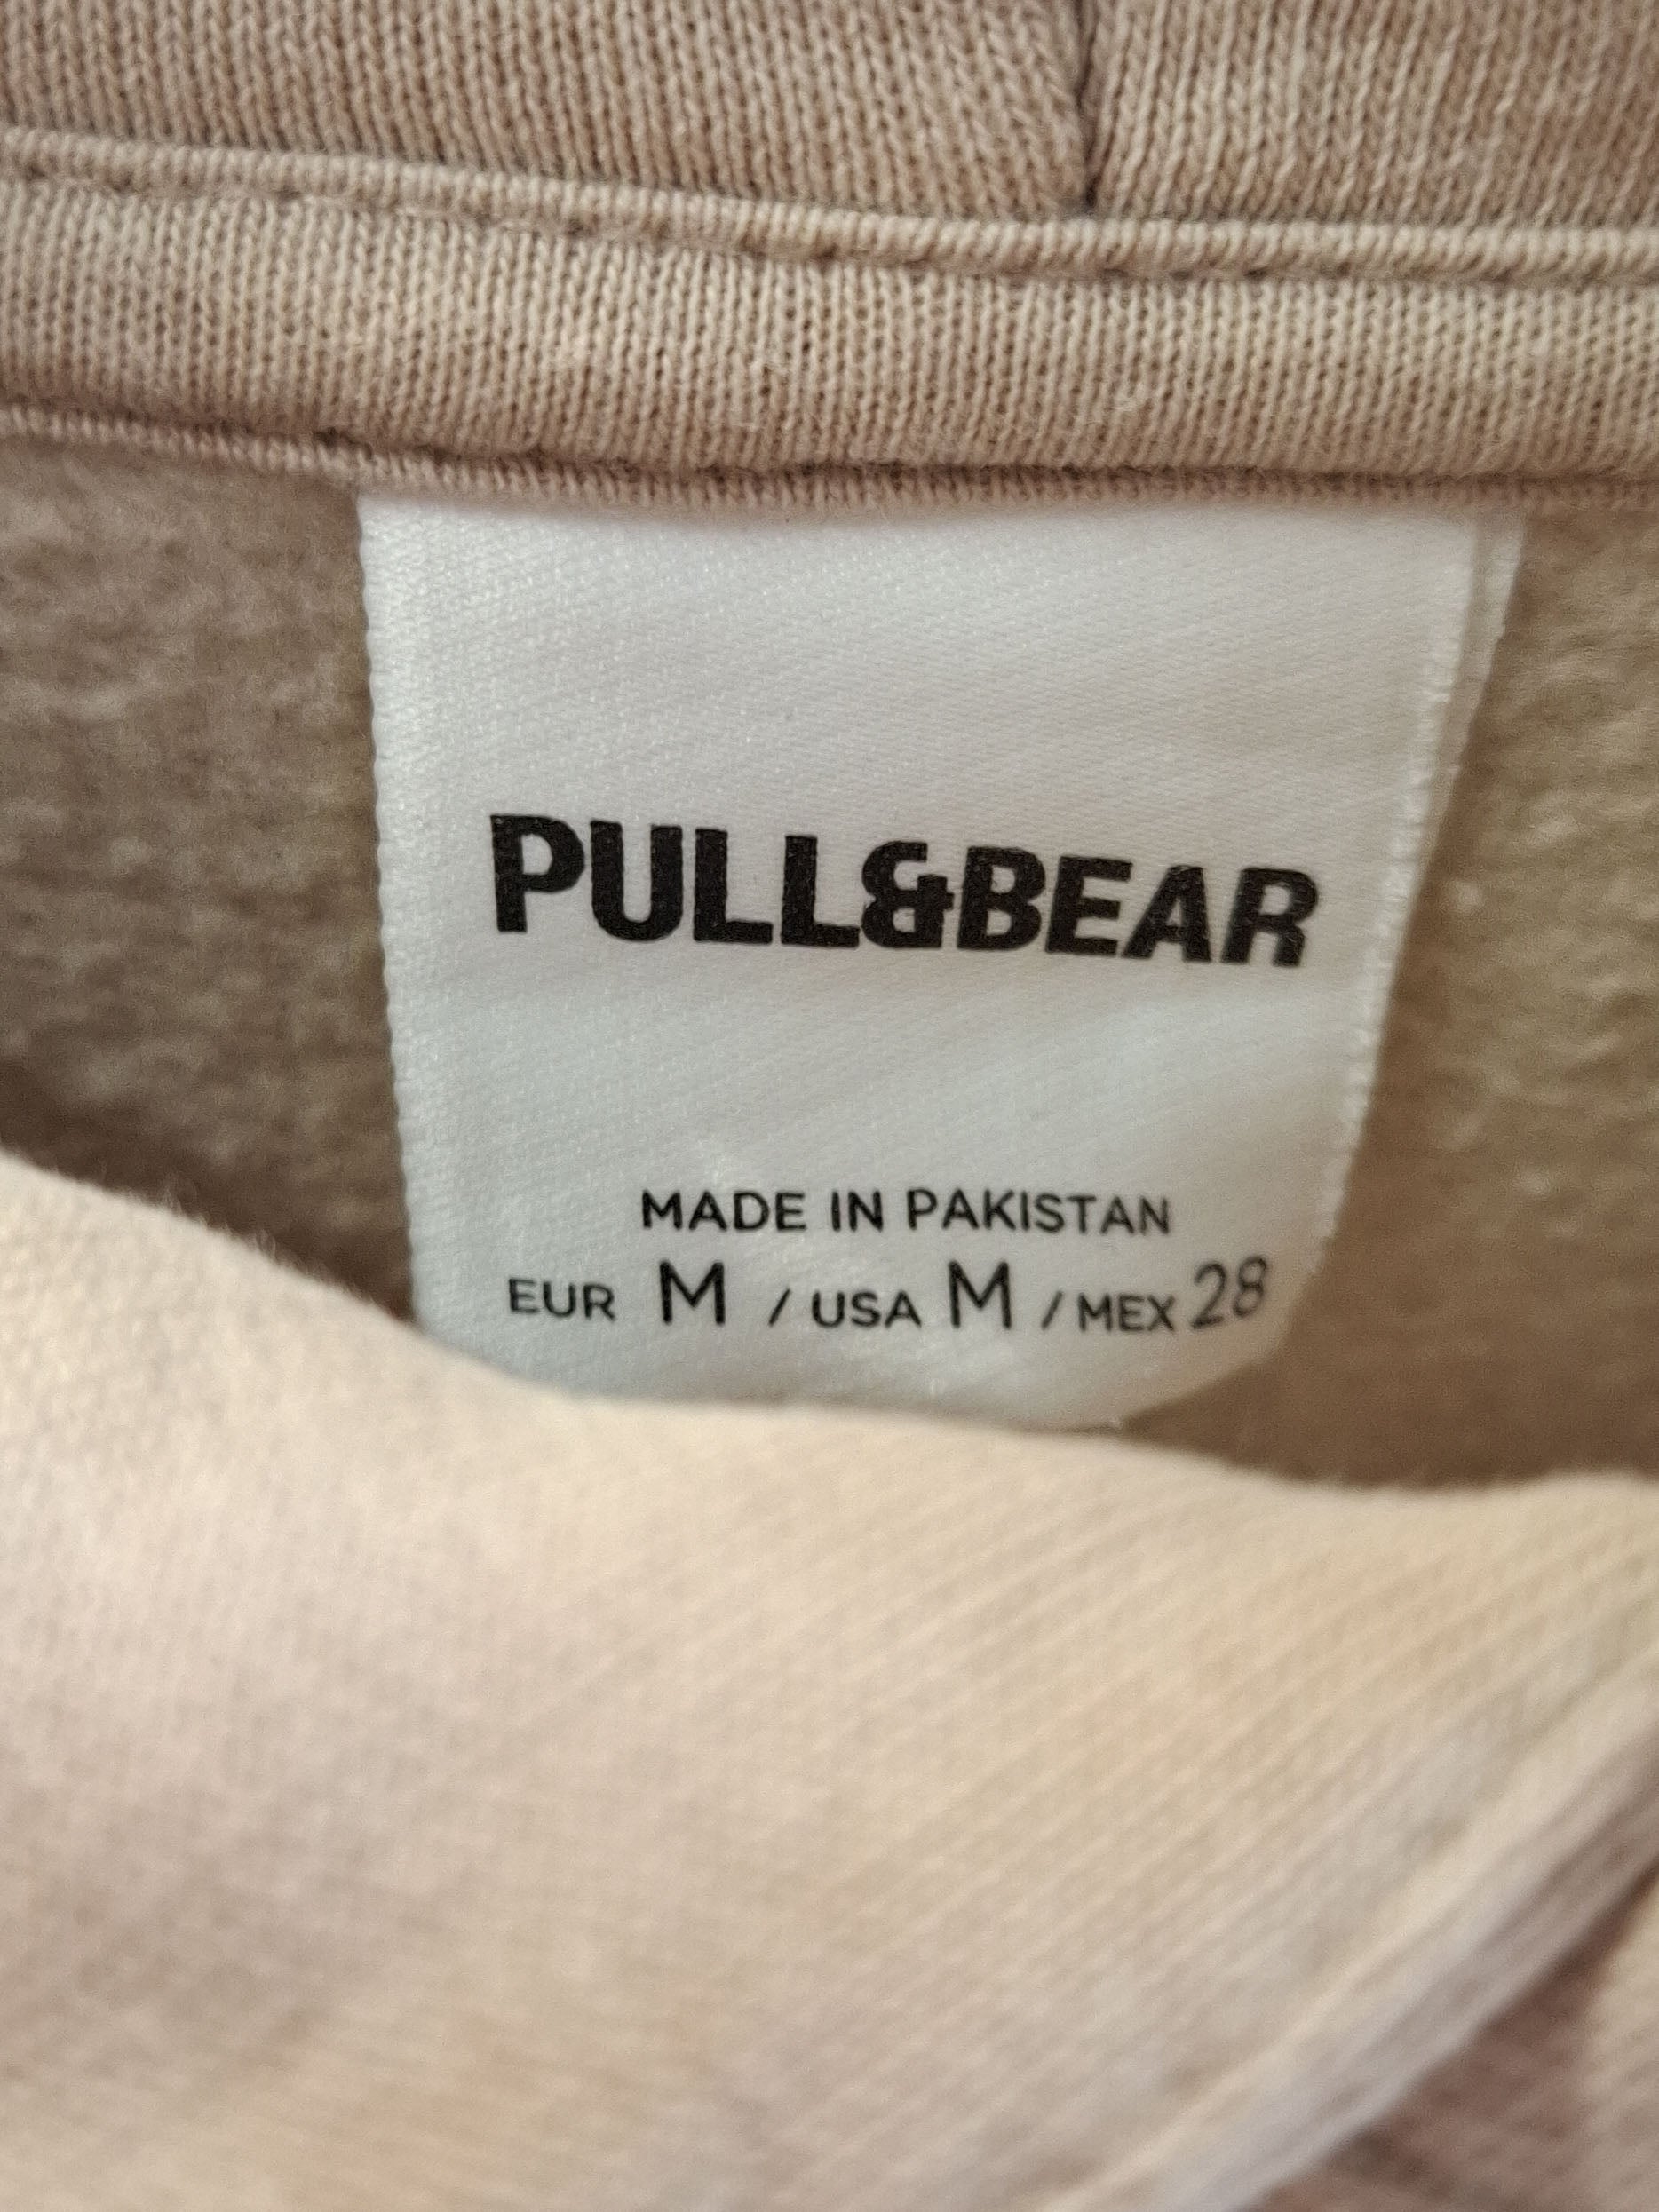 PULL&BEAR
MADE IN PAKISTAN
EUR M / USA M / MEX 28